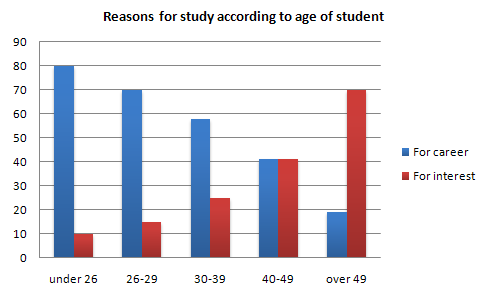 Reasons for study according to age of student
90
80
70
60
50
40
30
20
10
0
under 26 26-29 30-39 40-49 over 49
For career
For interest